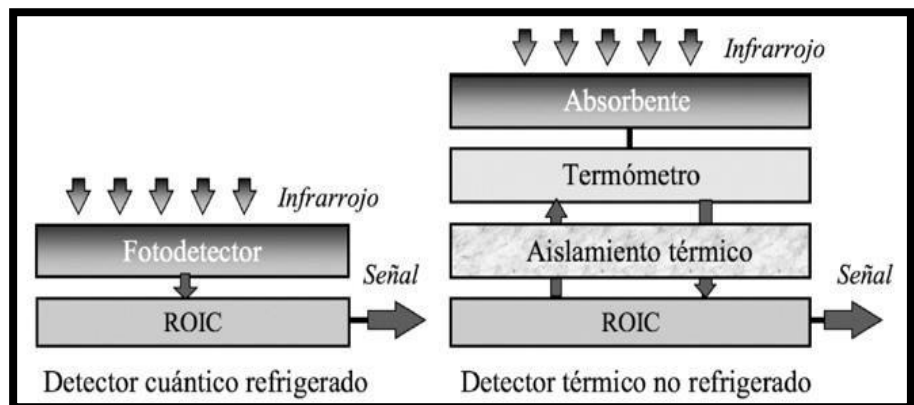 Infrarrojo
Fotodetector
Señal
ROIC
Detector cuántico refrigerado
Infrarrojo
Absorbente
Termómetro
Aislamiento térmico
Señal
ROIC
Detector térmico no refrigerado